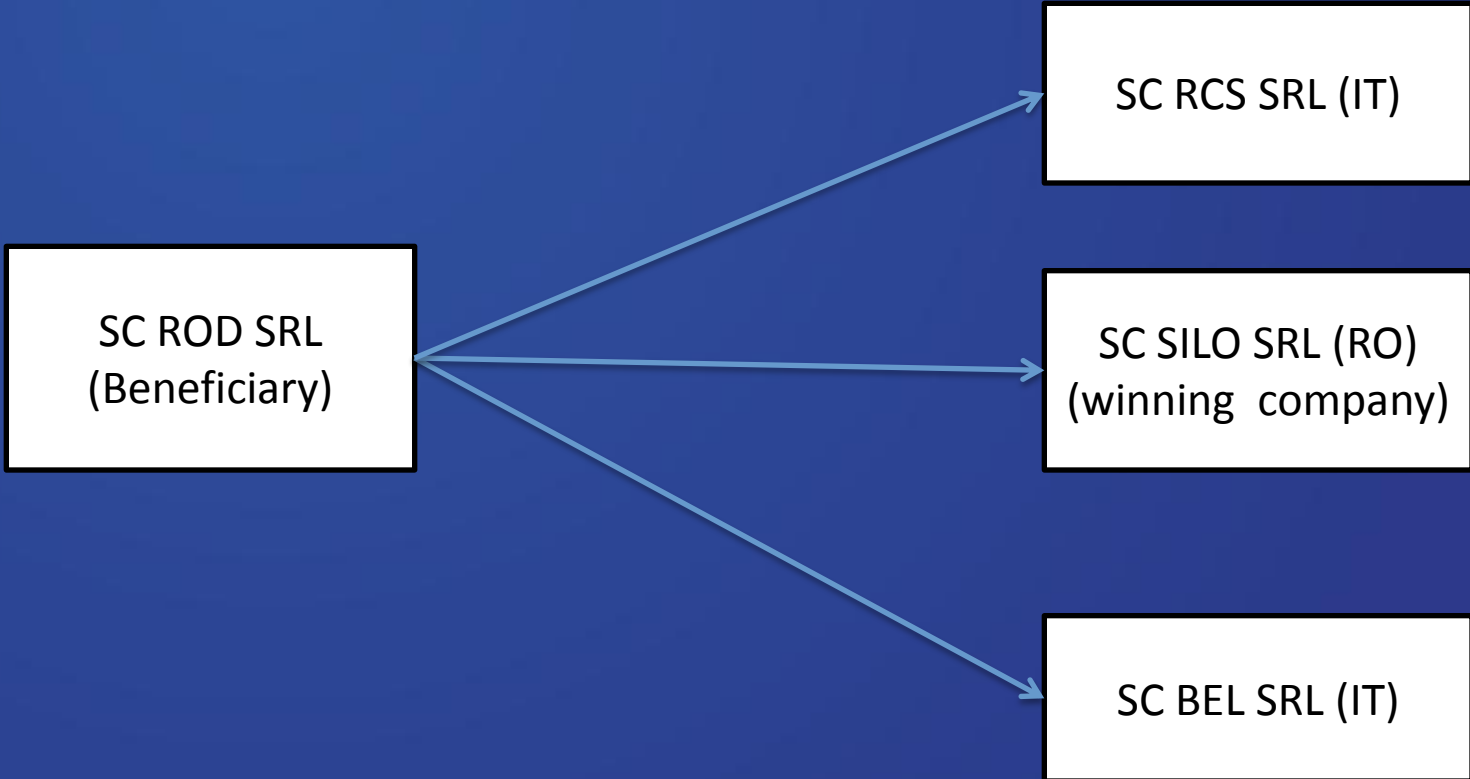 SC RCS SRL (IT)
SC ROD SRL
(Beneficiary)
SC SILO SRL (RO)
(winning company)
SC BEL SRL (IT)